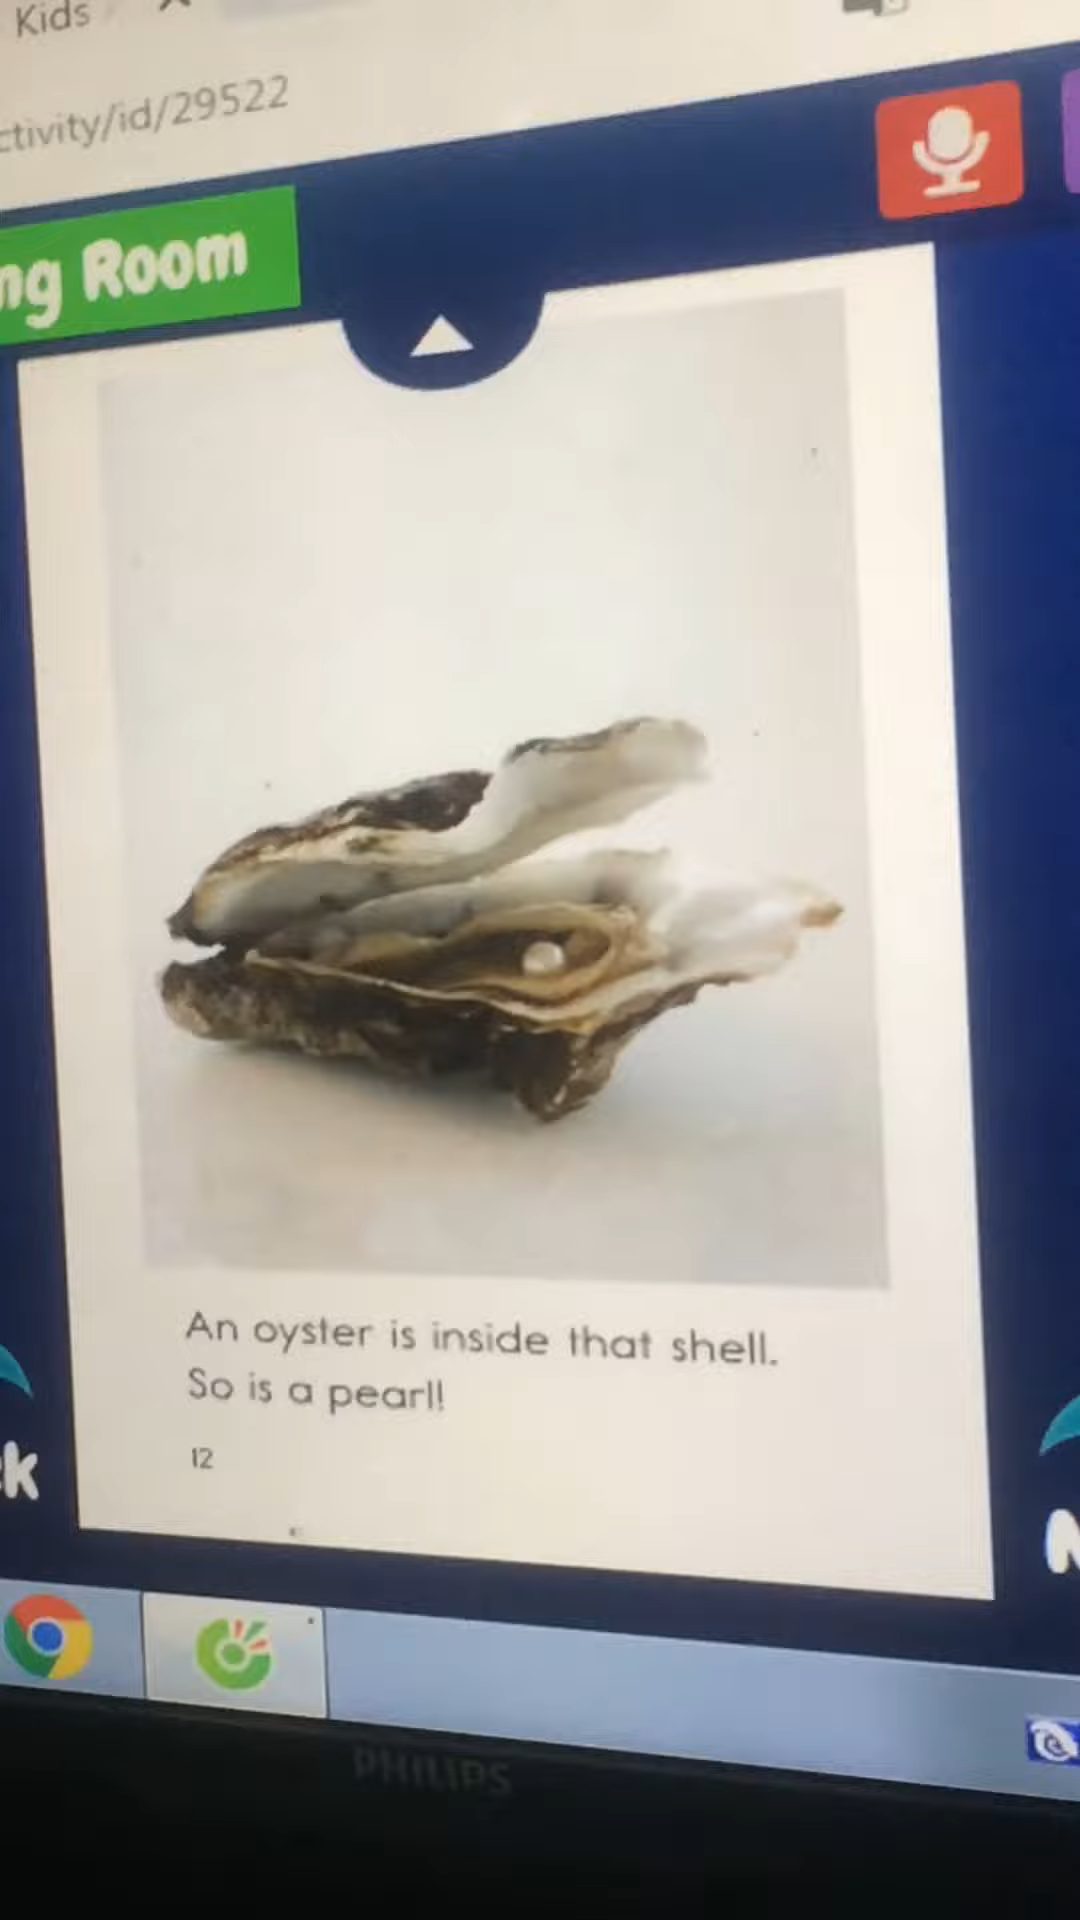 Kids
ctivity/id/29522
ng Room
An oyster is inside that shell.
So is a pearl!
12
k
N
PHILIPS